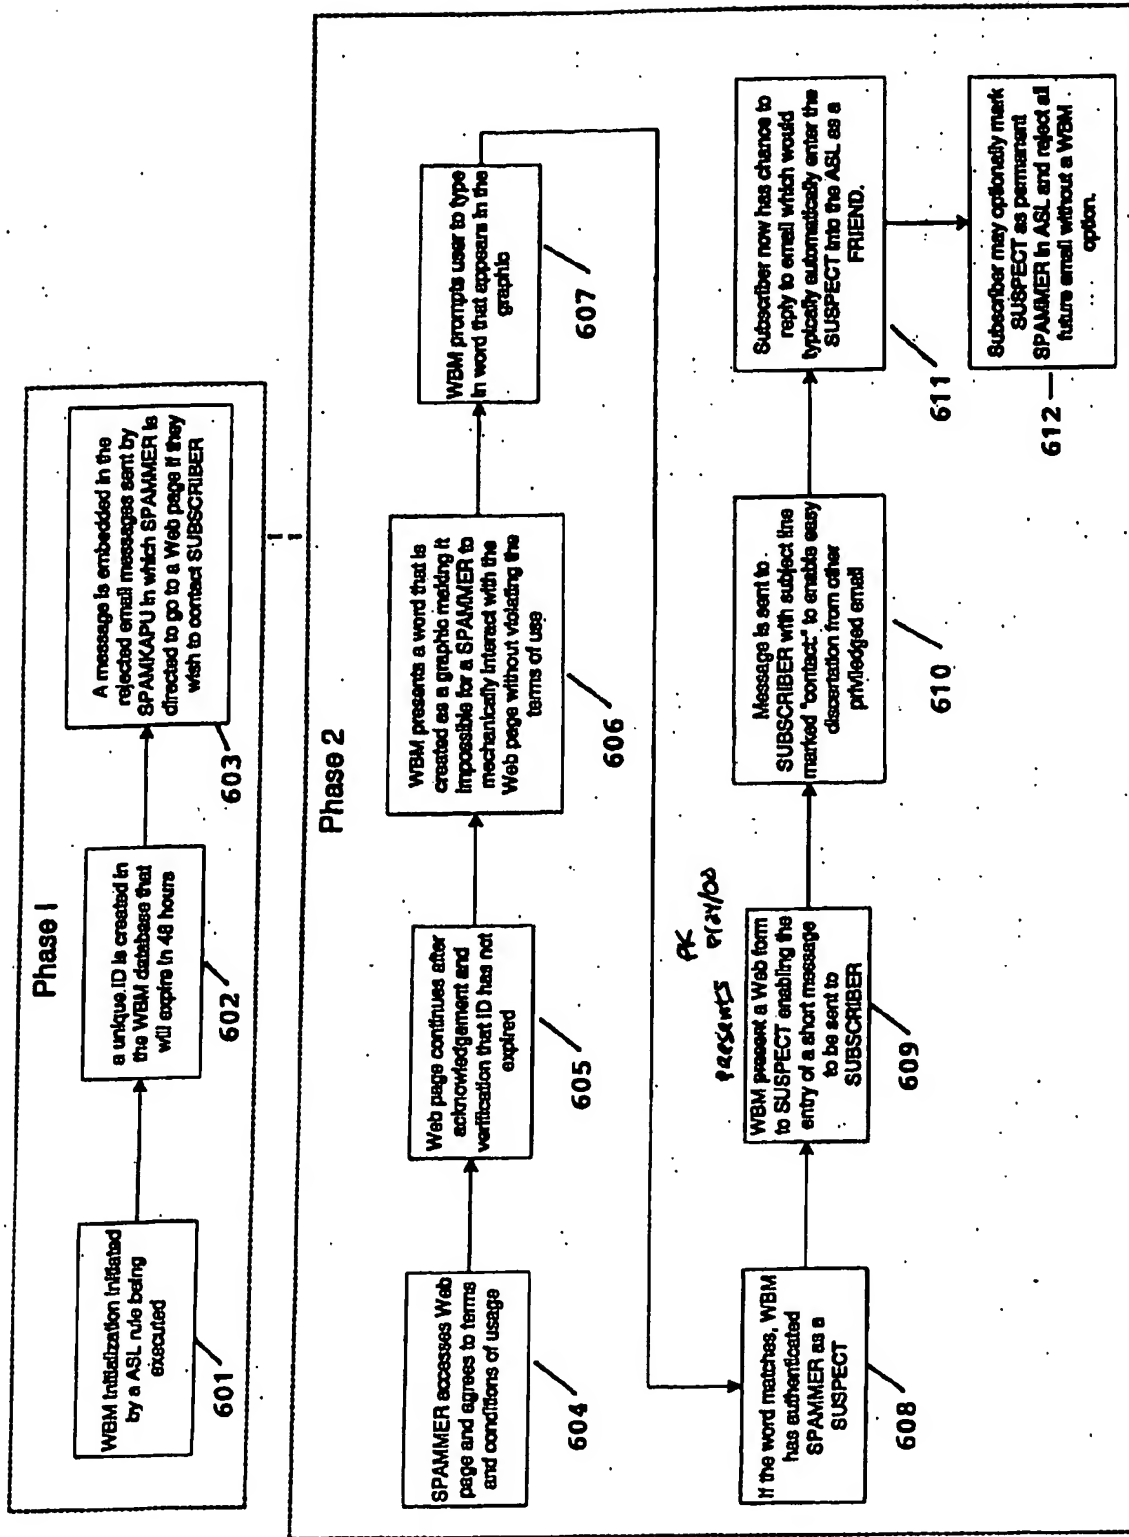 Phase I
WBM initialization initiated
by a ASL rule being
executed
601
a unique ID is created in
the WBM database that
will expire in 48 hours
602
A message is embedded in the
rejected email messages sent by
SPAMKAPU in which SPAMMER is
directed to go to a Web page if they
wish to contact SUBSCRIBER
603
Phase 2
SPAMMER accesses Web
page and agrees to terms
and conditions of usage
604
Web page continues after
acknowledgement and
verification that ID has not
expired
605
WBM presents a word that is
created as a graphic making it
impossible for a SPAMMER to
mechanically interact with the
Web page without violating the
terms of use
606
WBM prompts user to type
in word that appears in the
graphic
607
If the word matches, WBM
has authenticated
SPAMMER as a
SUSPECT
608
PRESENTS PK
WBM present a Web form
to SUSPECT enabling the
entry of a short message
to be sent to
SUBSCRIBER
609
Message is sent to
SUBSCRIBER with subject line
marked "contact:" to enable easy
discertation from other
priviledged email
610
Subscriber now has chance to
reply to email which would
typically automatically enter the
SUSPECT into the ASL as a
FRIEND.
611
Subscriber may optionally mark
SUSPECT as permanent
SPAMMER in ASL and reject all
future email without a WBM
option.
612